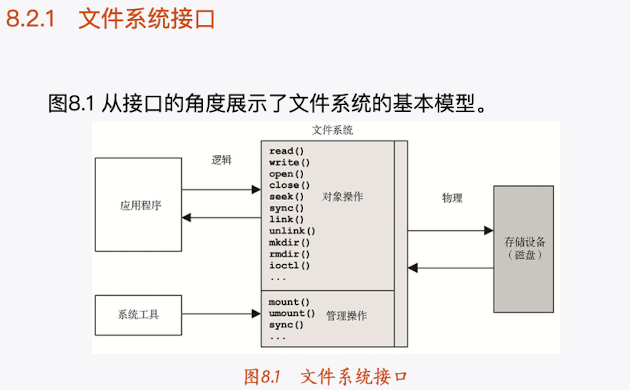 8.2.1 文件系统接口
图8.1 从接口的角度展示了文件系统的基本模型。
文件系统
应用程序
逻辑
read()
write()
open()
close()
seek()
sync()
link()
unlink()
mkdir()
rmdir()
ioctl()
...
对象操作
物理
存储设备
（磁盘）
系统工具
mount()
umount()
sync()
...
管理操作
图8.1 文件系统接口